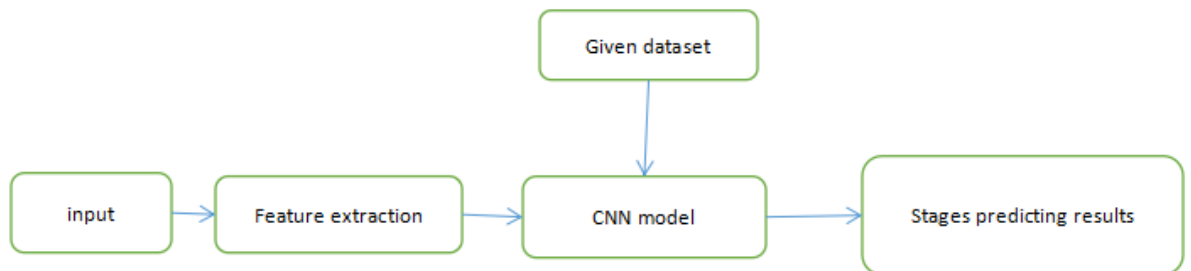 Given dataset
input
Feature extraction
CNN model
Stages predicting results